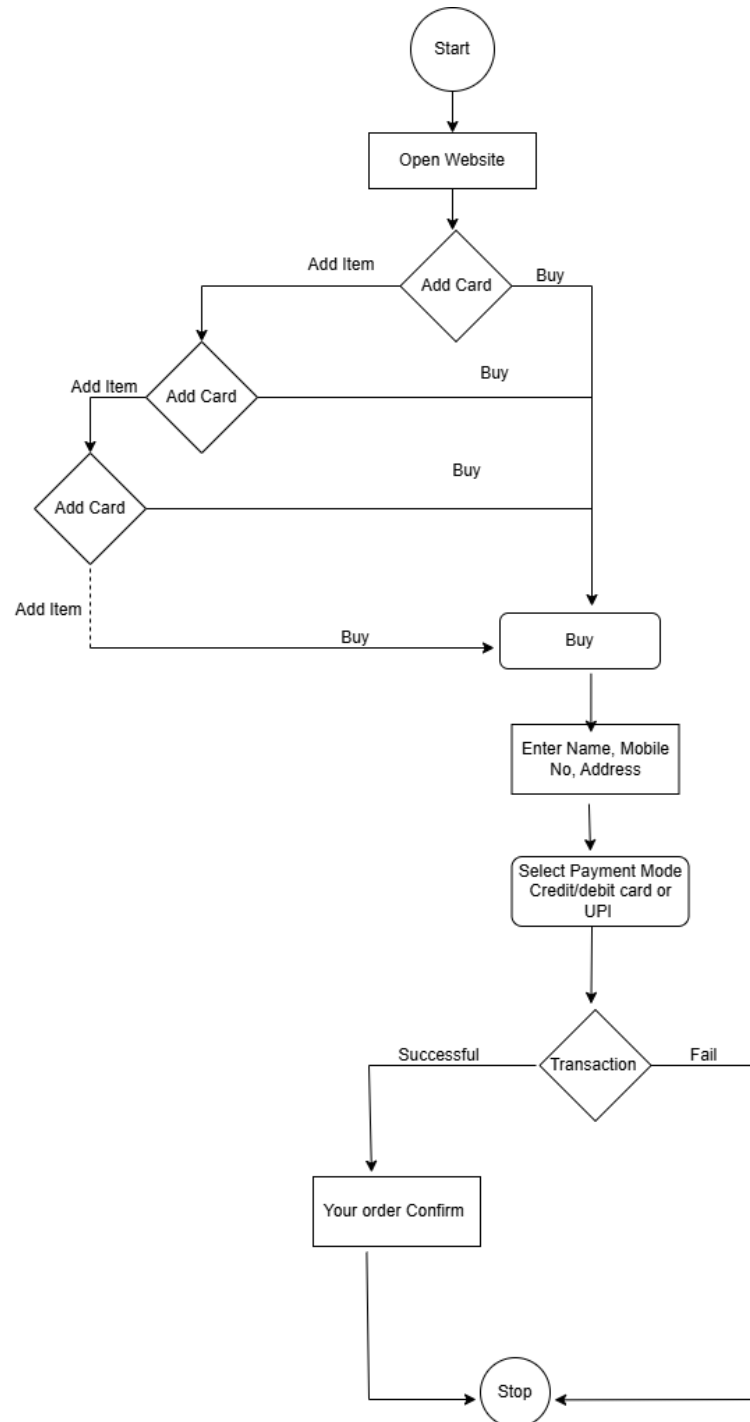 Start
Open Website
Add Item
Add Card
Buy
Add Item
Add Card
Buy
Add Card
Buy
Add Item
Buy
Buy
Enter Name, Mobile
No, Address
Select Payment Mode
Credit/debit card or
UPI
Successful
Transaction
Fail
Your order Confirm
Stop